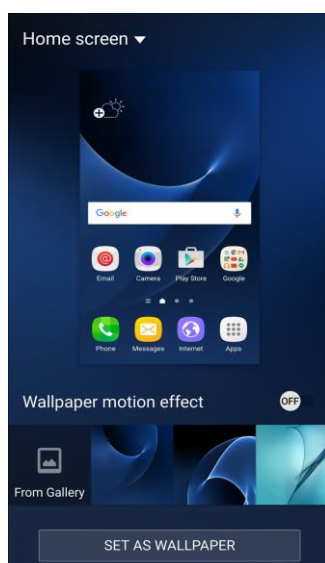 Home screen
Google
Email Camera Play Store Google
Phone Messages Internet Apps
Wallpaper motion effect OFF
From Gallery
SET AS WALLPAPER